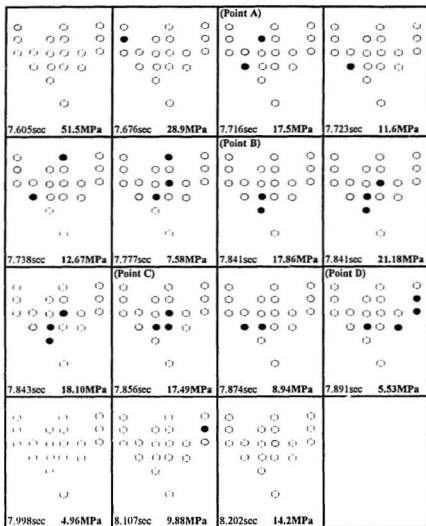 (Point A)
7.605sec 51.5MPa
7.676sec 28.9MPa
7.716sec 17.5MPa
7.723sec 11.6MPa
(Point B)
7.738sec 12.67MPa
7.777sec 7.58MPa
7.841sec 17.86MPa
7.841sec 21.18MPa
(Point C)
(Point D)
7.843sec 18.10MPa
7.856sec 17.49MPa
7.874sec 8.94MPa
7.891sec 5.53MPa
7.998sec 4.96MPa
8.107sec 9.88MPa
8.202sec 14.2MPa